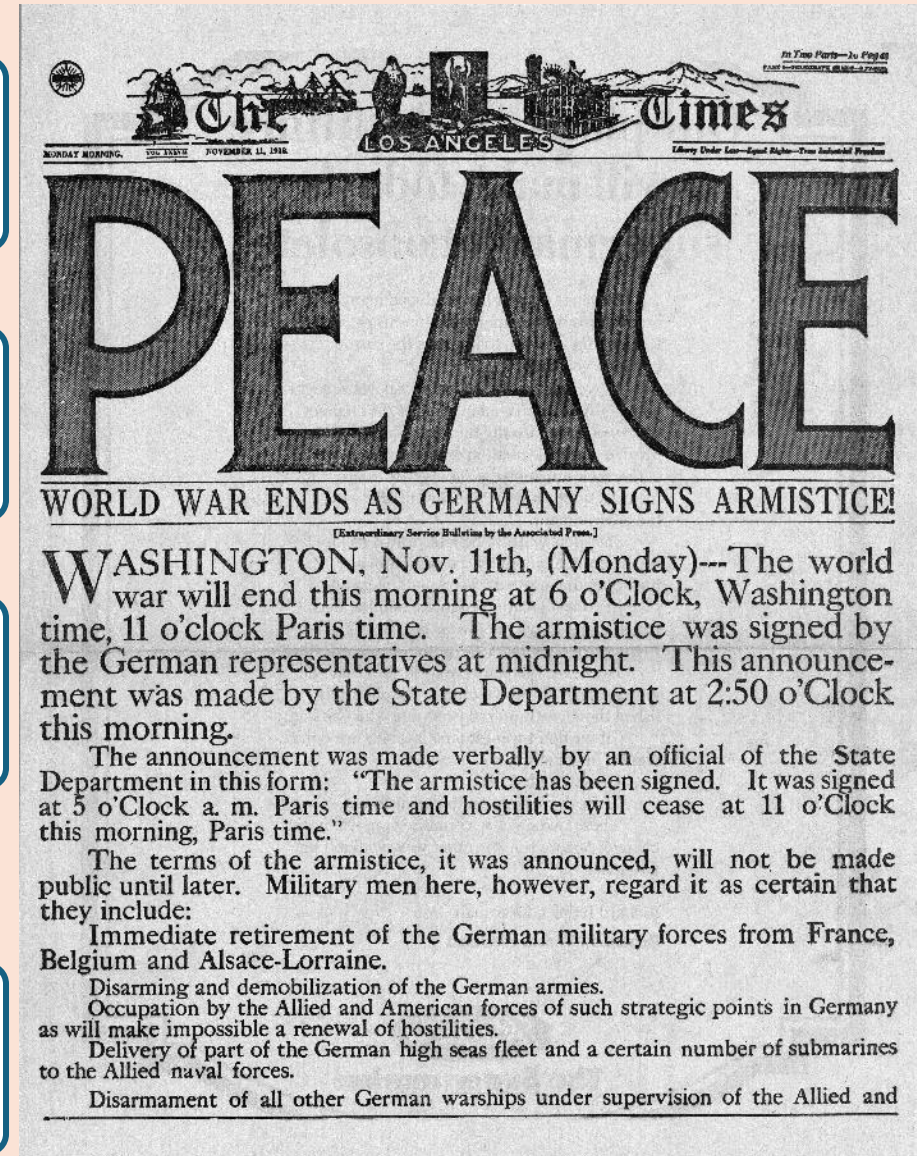 In Two Parts—20 Pages
The Times
LOS ANGELES
MONDAY MORNING,
VOL. XXXVII
NOVEMBER 11, 1918.
Liberty Under Law—Equal Rights—True Industrial Freedom
PEACE
WORLD WAR ENDS AS GERMANY SIGNS ARMISTICE!
[Extraordinary Service Bulletins by the Associated Press.]
WASHINGTON, Nov. 11th, (Monday)---The world
war will end this morning at 6 o'Clock, Washington
time, 11 o'clock Paris time. The armistice was signed by
the German representatives at midnight. This announce-
ment was made by the State Department at 2:50 o'Clock
this morning.
The announcement was made verbally by an official of the State
Department in this form: "The armistice has been signed. It was signed
at 5 o'Clock a. m. Paris time and hostilities will cease at 11 o'Clock
this morning, Paris time."
The terms of the armistice, it was announced, will not be made
public until later. Military men here, however, regard it as certain that
they include:
Immediate retirement of the German military forces from France,
Belgium and Alsace-Lorraine.
Disarming and demobilization of the German armies.
Occupation by the Allied and American forces of such strategic points in Germany
as will make impossible a renewal of hostilities.
Delivery of part of the German high seas fleet and a certain number of submarines
to the Allied naval forces.
Disarmament of all other German warships under supervision of the Allied and